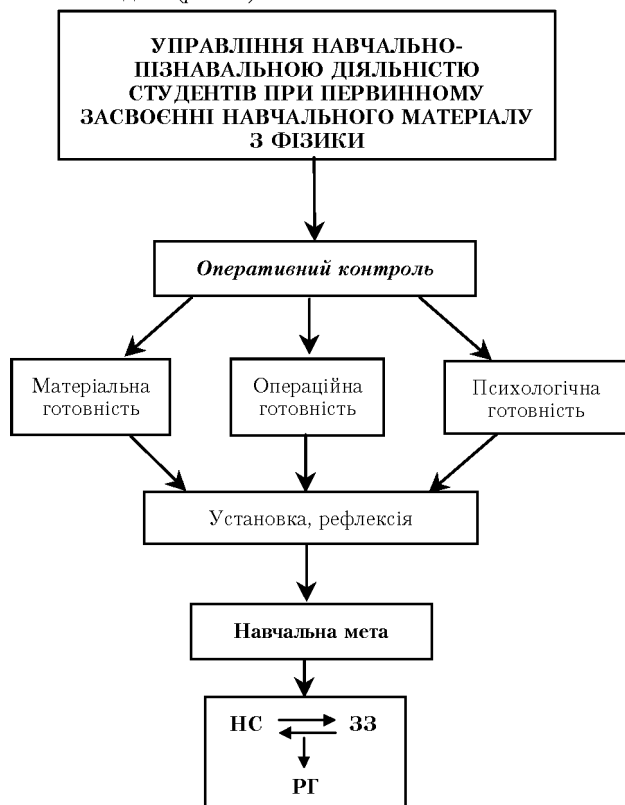 УПРАВЛІННЯ НАВЧАЛЬНО-
ПІЗНАВАЛЬНОЮ ДІЯЛЬНІСТЮ
СТУДЕНТІВ ПРИ ПЕРВИННОМУ
ЗАСВОЄННІ НАВЧАЛЬНОГО МАТЕРІАЛУ
З ФІЗИКИ
Оперативний контроль
Матеріальна
готовність
Операційна
готовність
Психологічна
готовність
Установка, рефлексія
Навчальна мета
НС ЗЗ
РГ